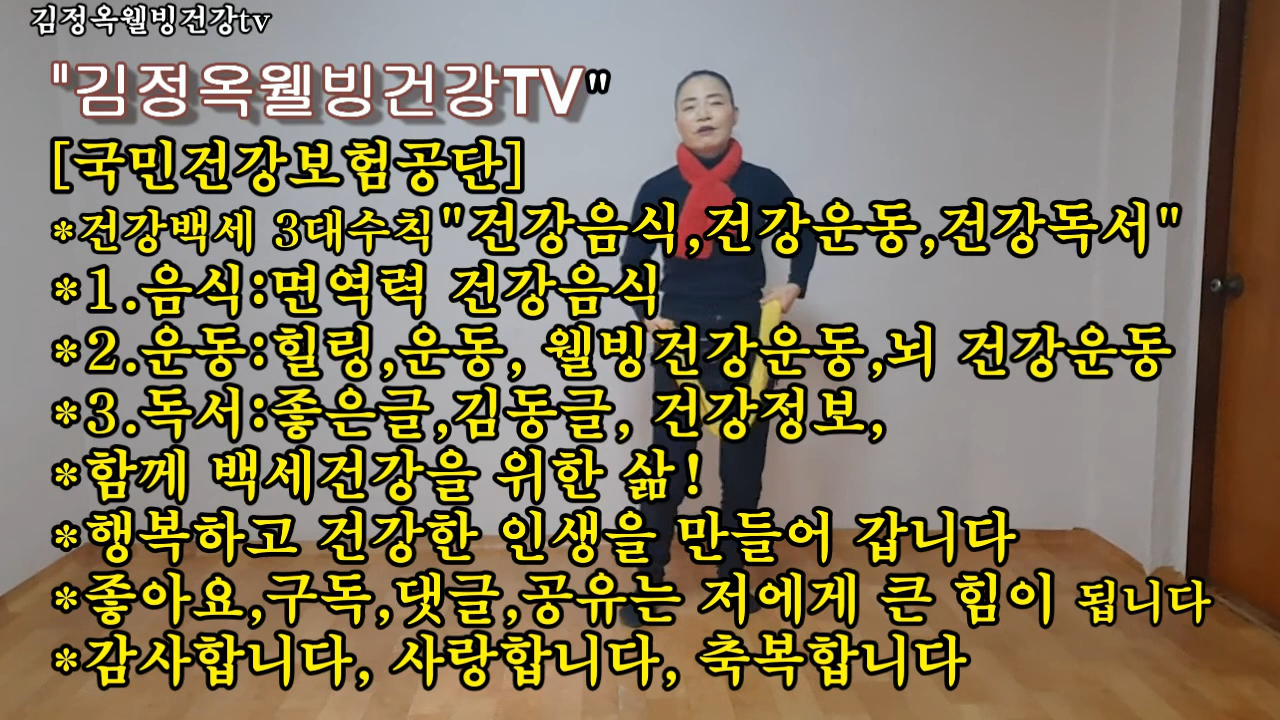 김정옥웰빙건강tv
"김정옥웰빙건강TV"
[국민건강보험공단]
*건강백세 3대수칙"건강음식,건강운동,건강독서"
*1.음식:면역력 건강음식
*2.운동:힐링,운동, 웰빙건강운동,뇌 건강운동
*3.독서:좋은글,김동글, 건강정보,
*함께 백세건강을 위한 삶!
*행복하고 건강한 인생을 만들어 갑니다
*좋아요,구독,댓글,공유는 저에게 큰 힘이 됩니다
*감사합니다, 사랑합니다, 축복합니다